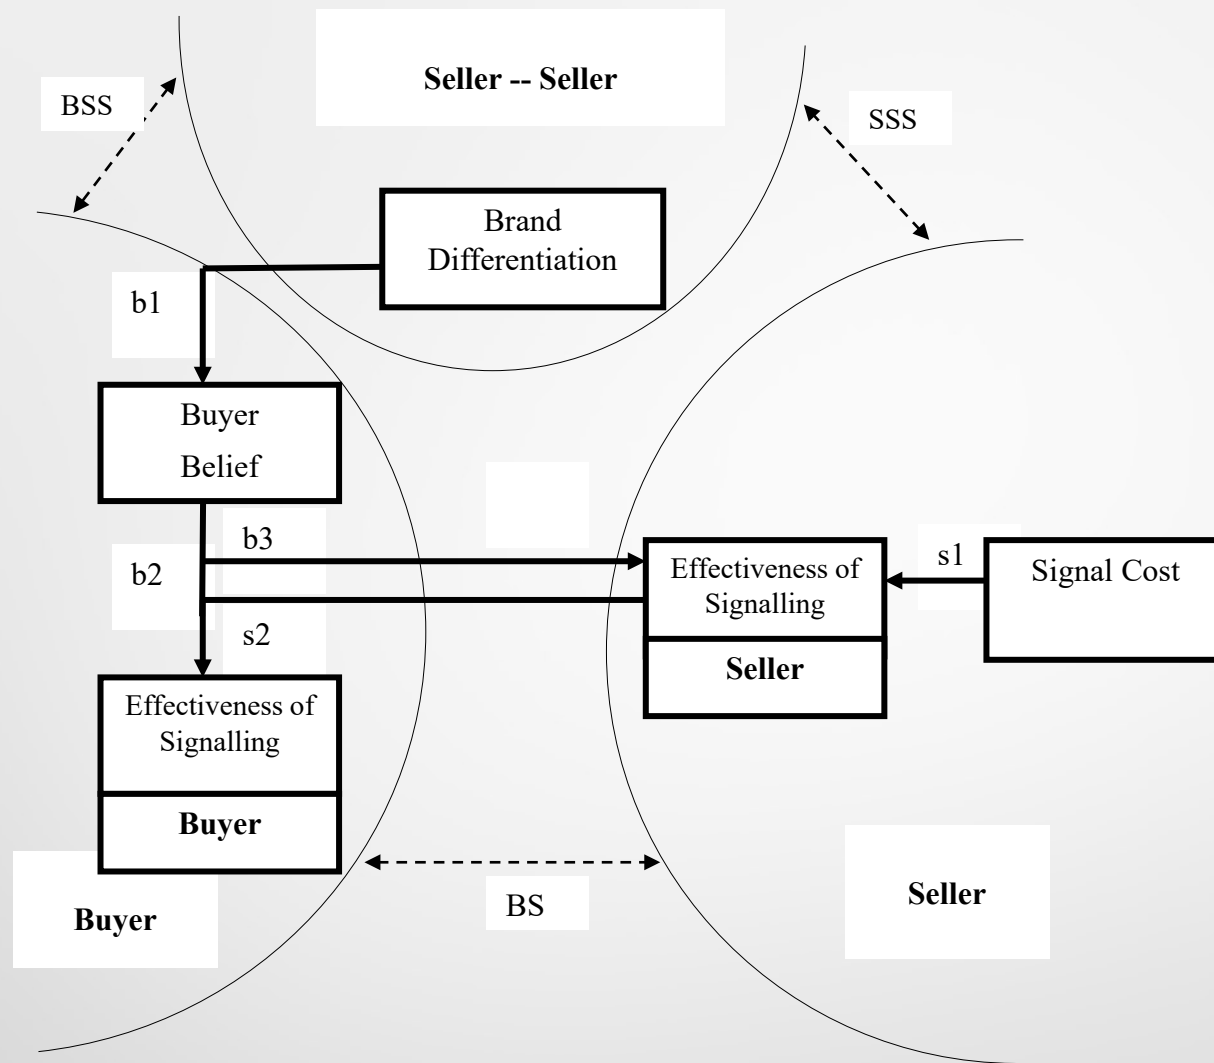 Seller -- Seller
BSS
SSS
Brand
Differentiation
b1
Buyer
Belief
b3
b2
s2
Effectiveness of
Signalling
Seller
s1
Signal Cost
Effectiveness of
Signalling
Buyer
Buyer
BS
Seller